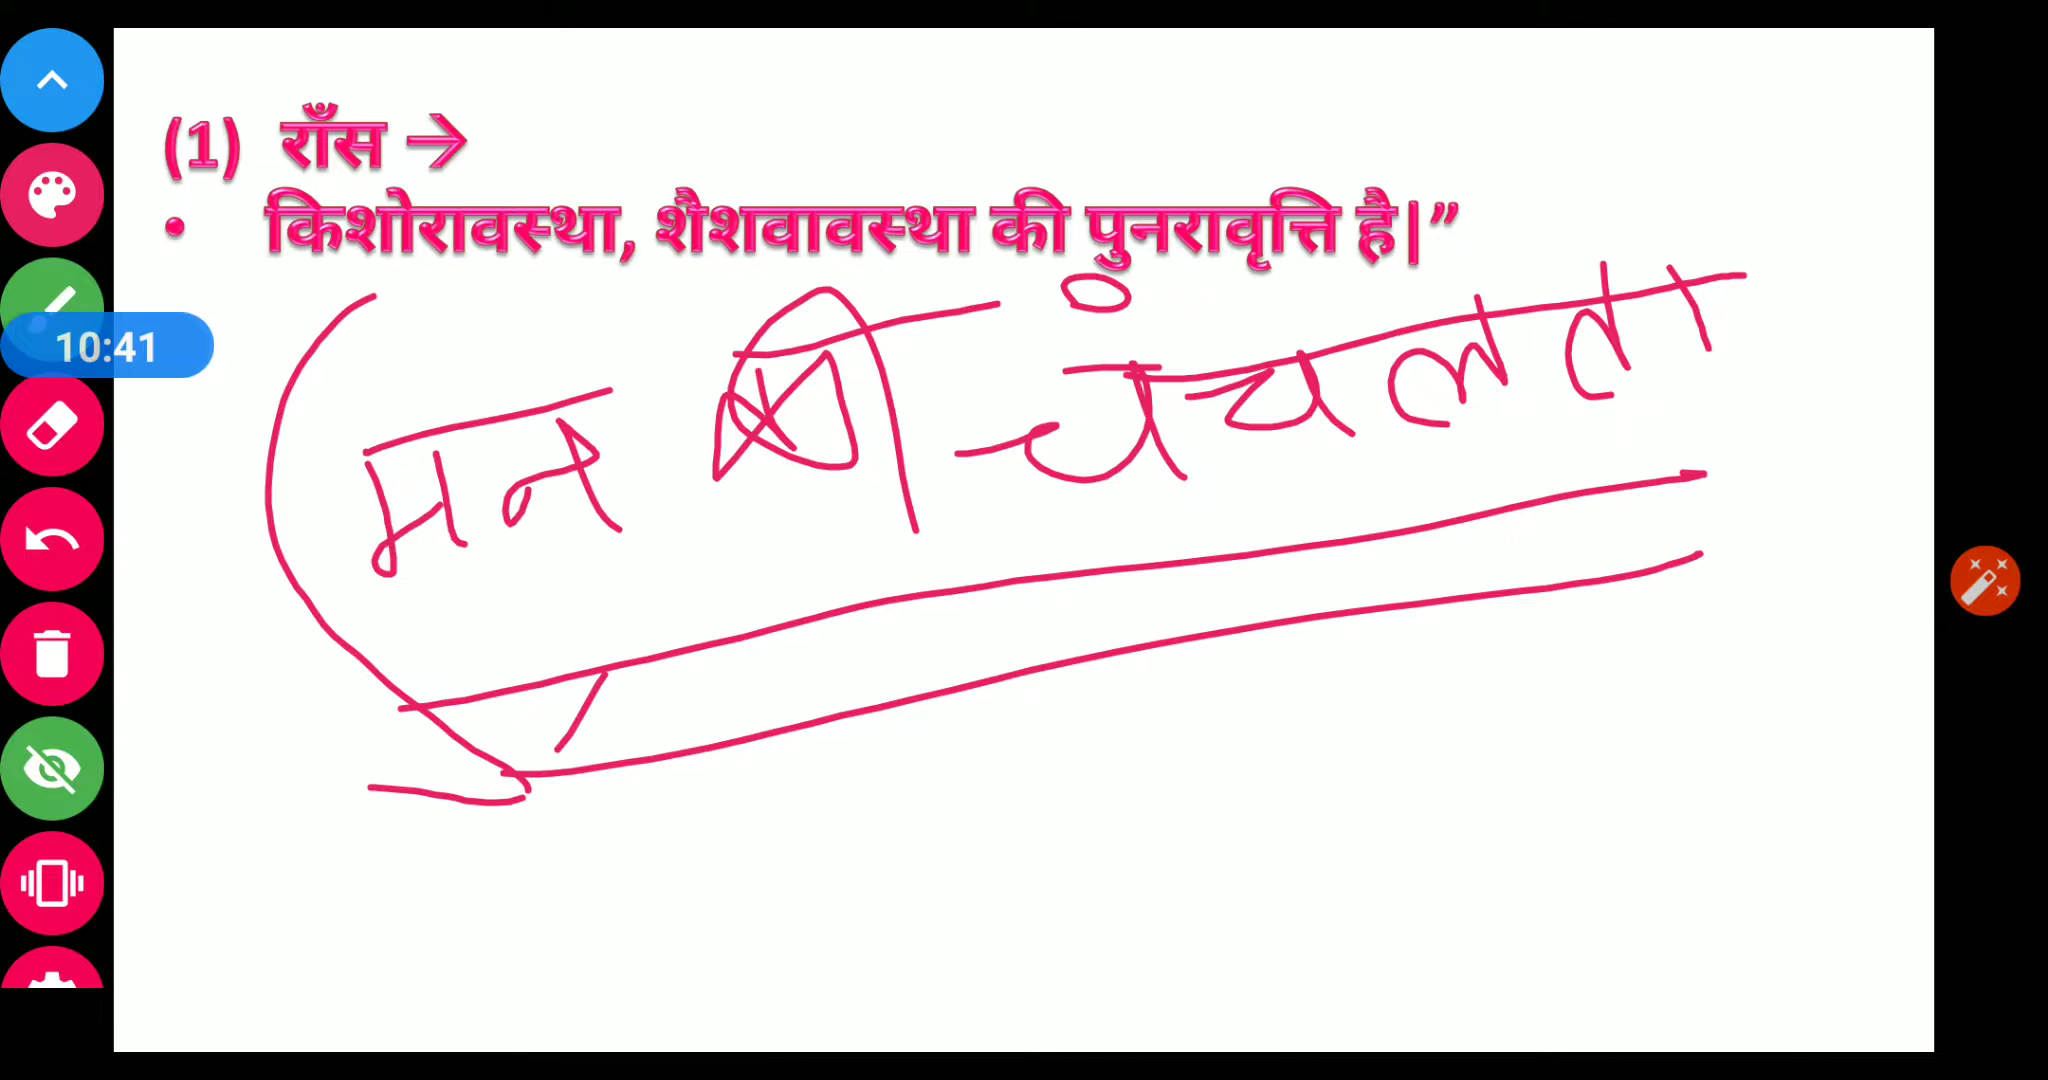 (1) रॉंस →
• किशोरावस्था, शैशवावस्था की पुनरावृत्ति है|”
10:41
मन की चंचलता